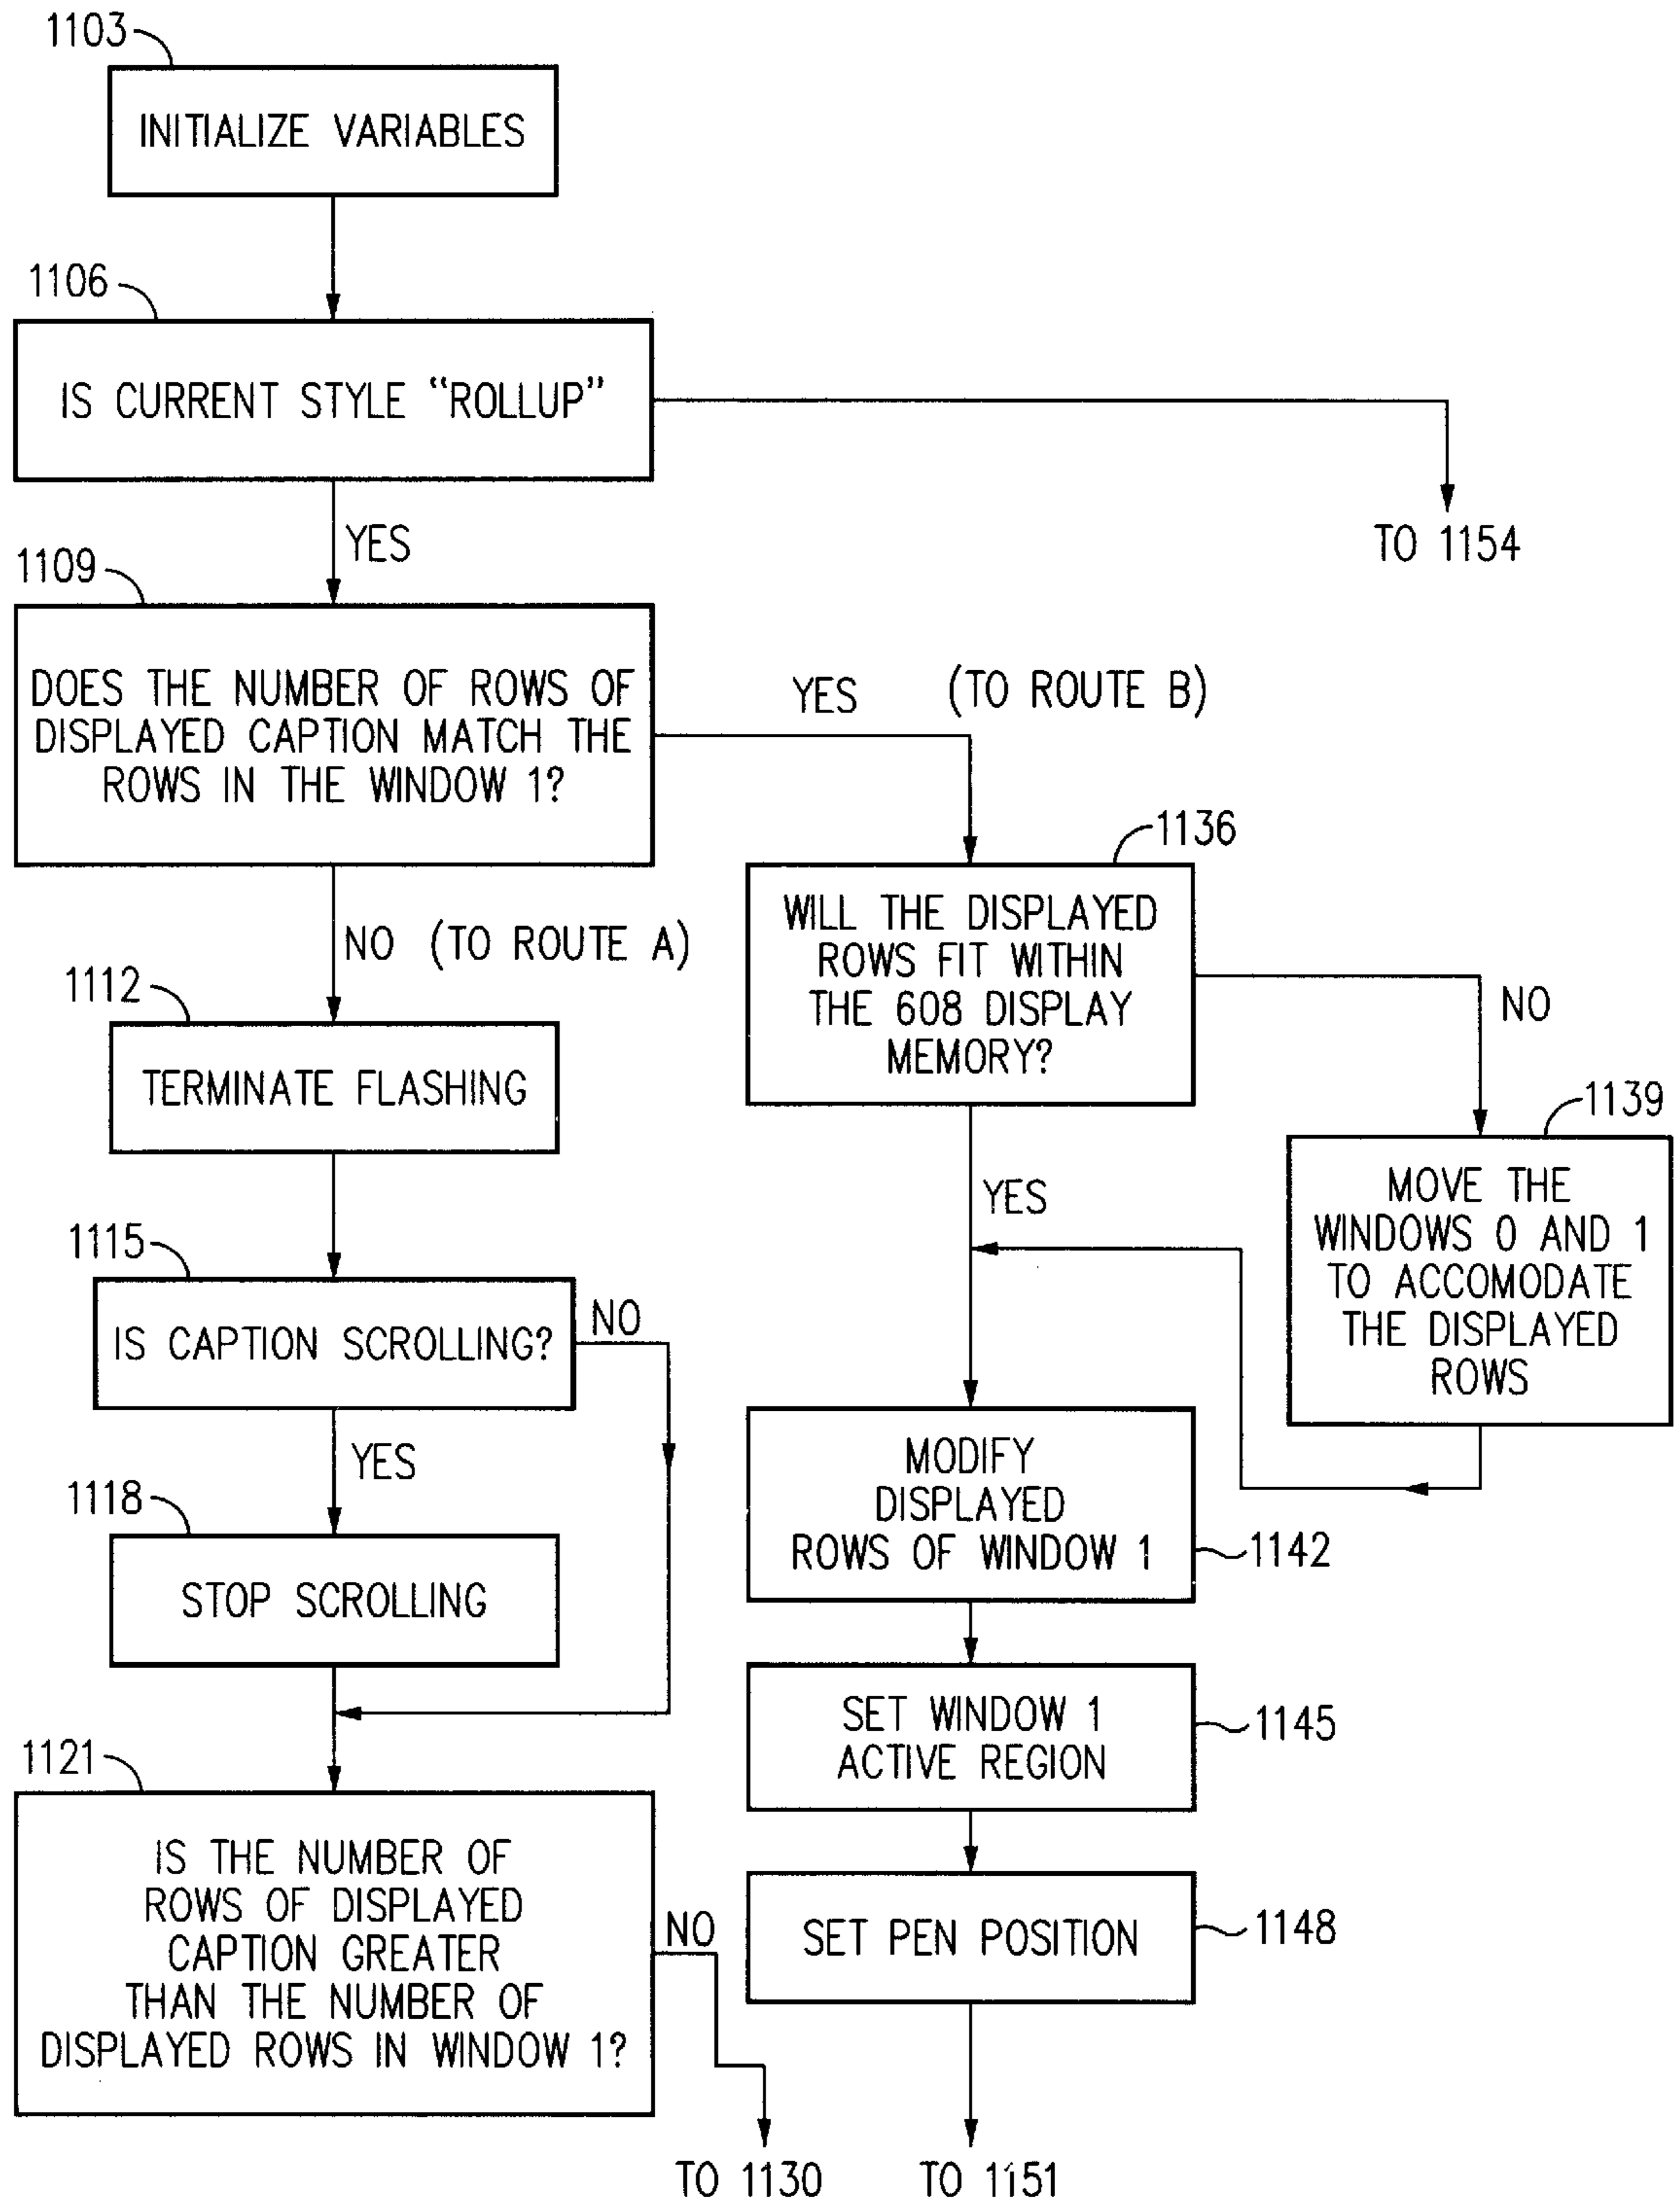 1103
INITIALIZE VARIABLES
1106
IS CURRENT STYLE “ROLLUP”
TO 1154
YES
1109
DOES THE NUMBER OF ROWS OF
DISPLAYED CAPTION MATCH THE
ROWS IN THE WINDOW 1?
YES (TO ROUTE B)
NO (TO ROUTE A)
1112
TERMINATE FLASHING
1115
IS CAPTION SCROLLING?
NO
YES
1118
STOP SCROLLING
1121
IS THE NUMBER OF
ROWS OF DISPLAYED
CAPTION GREATER
THAN THE NUMBER OF
DISPLAYED ROWS IN WINDOW 1?
NO
TO 1130
1136
WILL THE DISPLAYED
ROWS FIT WITHIN
THE 608 DISPLAY
MEMORY?
NO
YES
1139
MOVE THE
WINDOWS 0 AND 1
TO ACCOMODATE
THE DISPLAYED
ROWS
MODIFY
DISPLAYED
ROWS OF WINDOW 1
1142
SET WINDOW 1
ACTIVE REGION
1145
SET PEN POSITION
1148
TO 1151